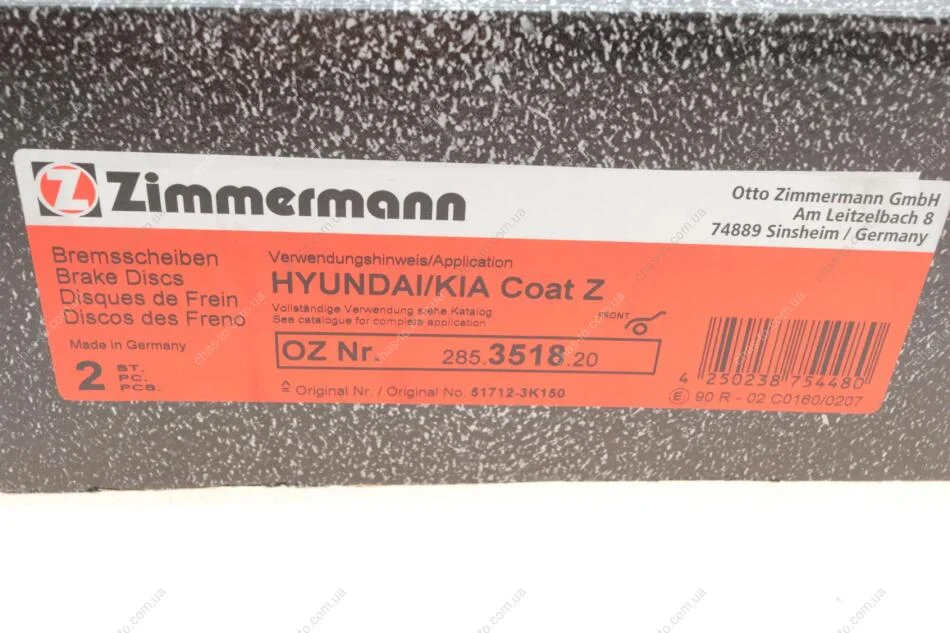 Z Zimmermann
Otto Zimmermann GmbH
Am Leitzelbach 8
74889 Sinsheim / Germany
Bremsscheiben
Brake Discs
Disques de Frein
Discos des Freno
Made in Germany
2 ST.
PC.
PCS.
Verwendungshinweis/Application
HYUNDAI/KIA Coat Z
Vollständige Verwendung siehe Katalog
See catalogue for complete application
FRONT
OZ Nr. 285.3518.20
≙ Original Nr. / Original No. 51712-3K150
4 250238 754480
E 90 R - 02 C0160/0207